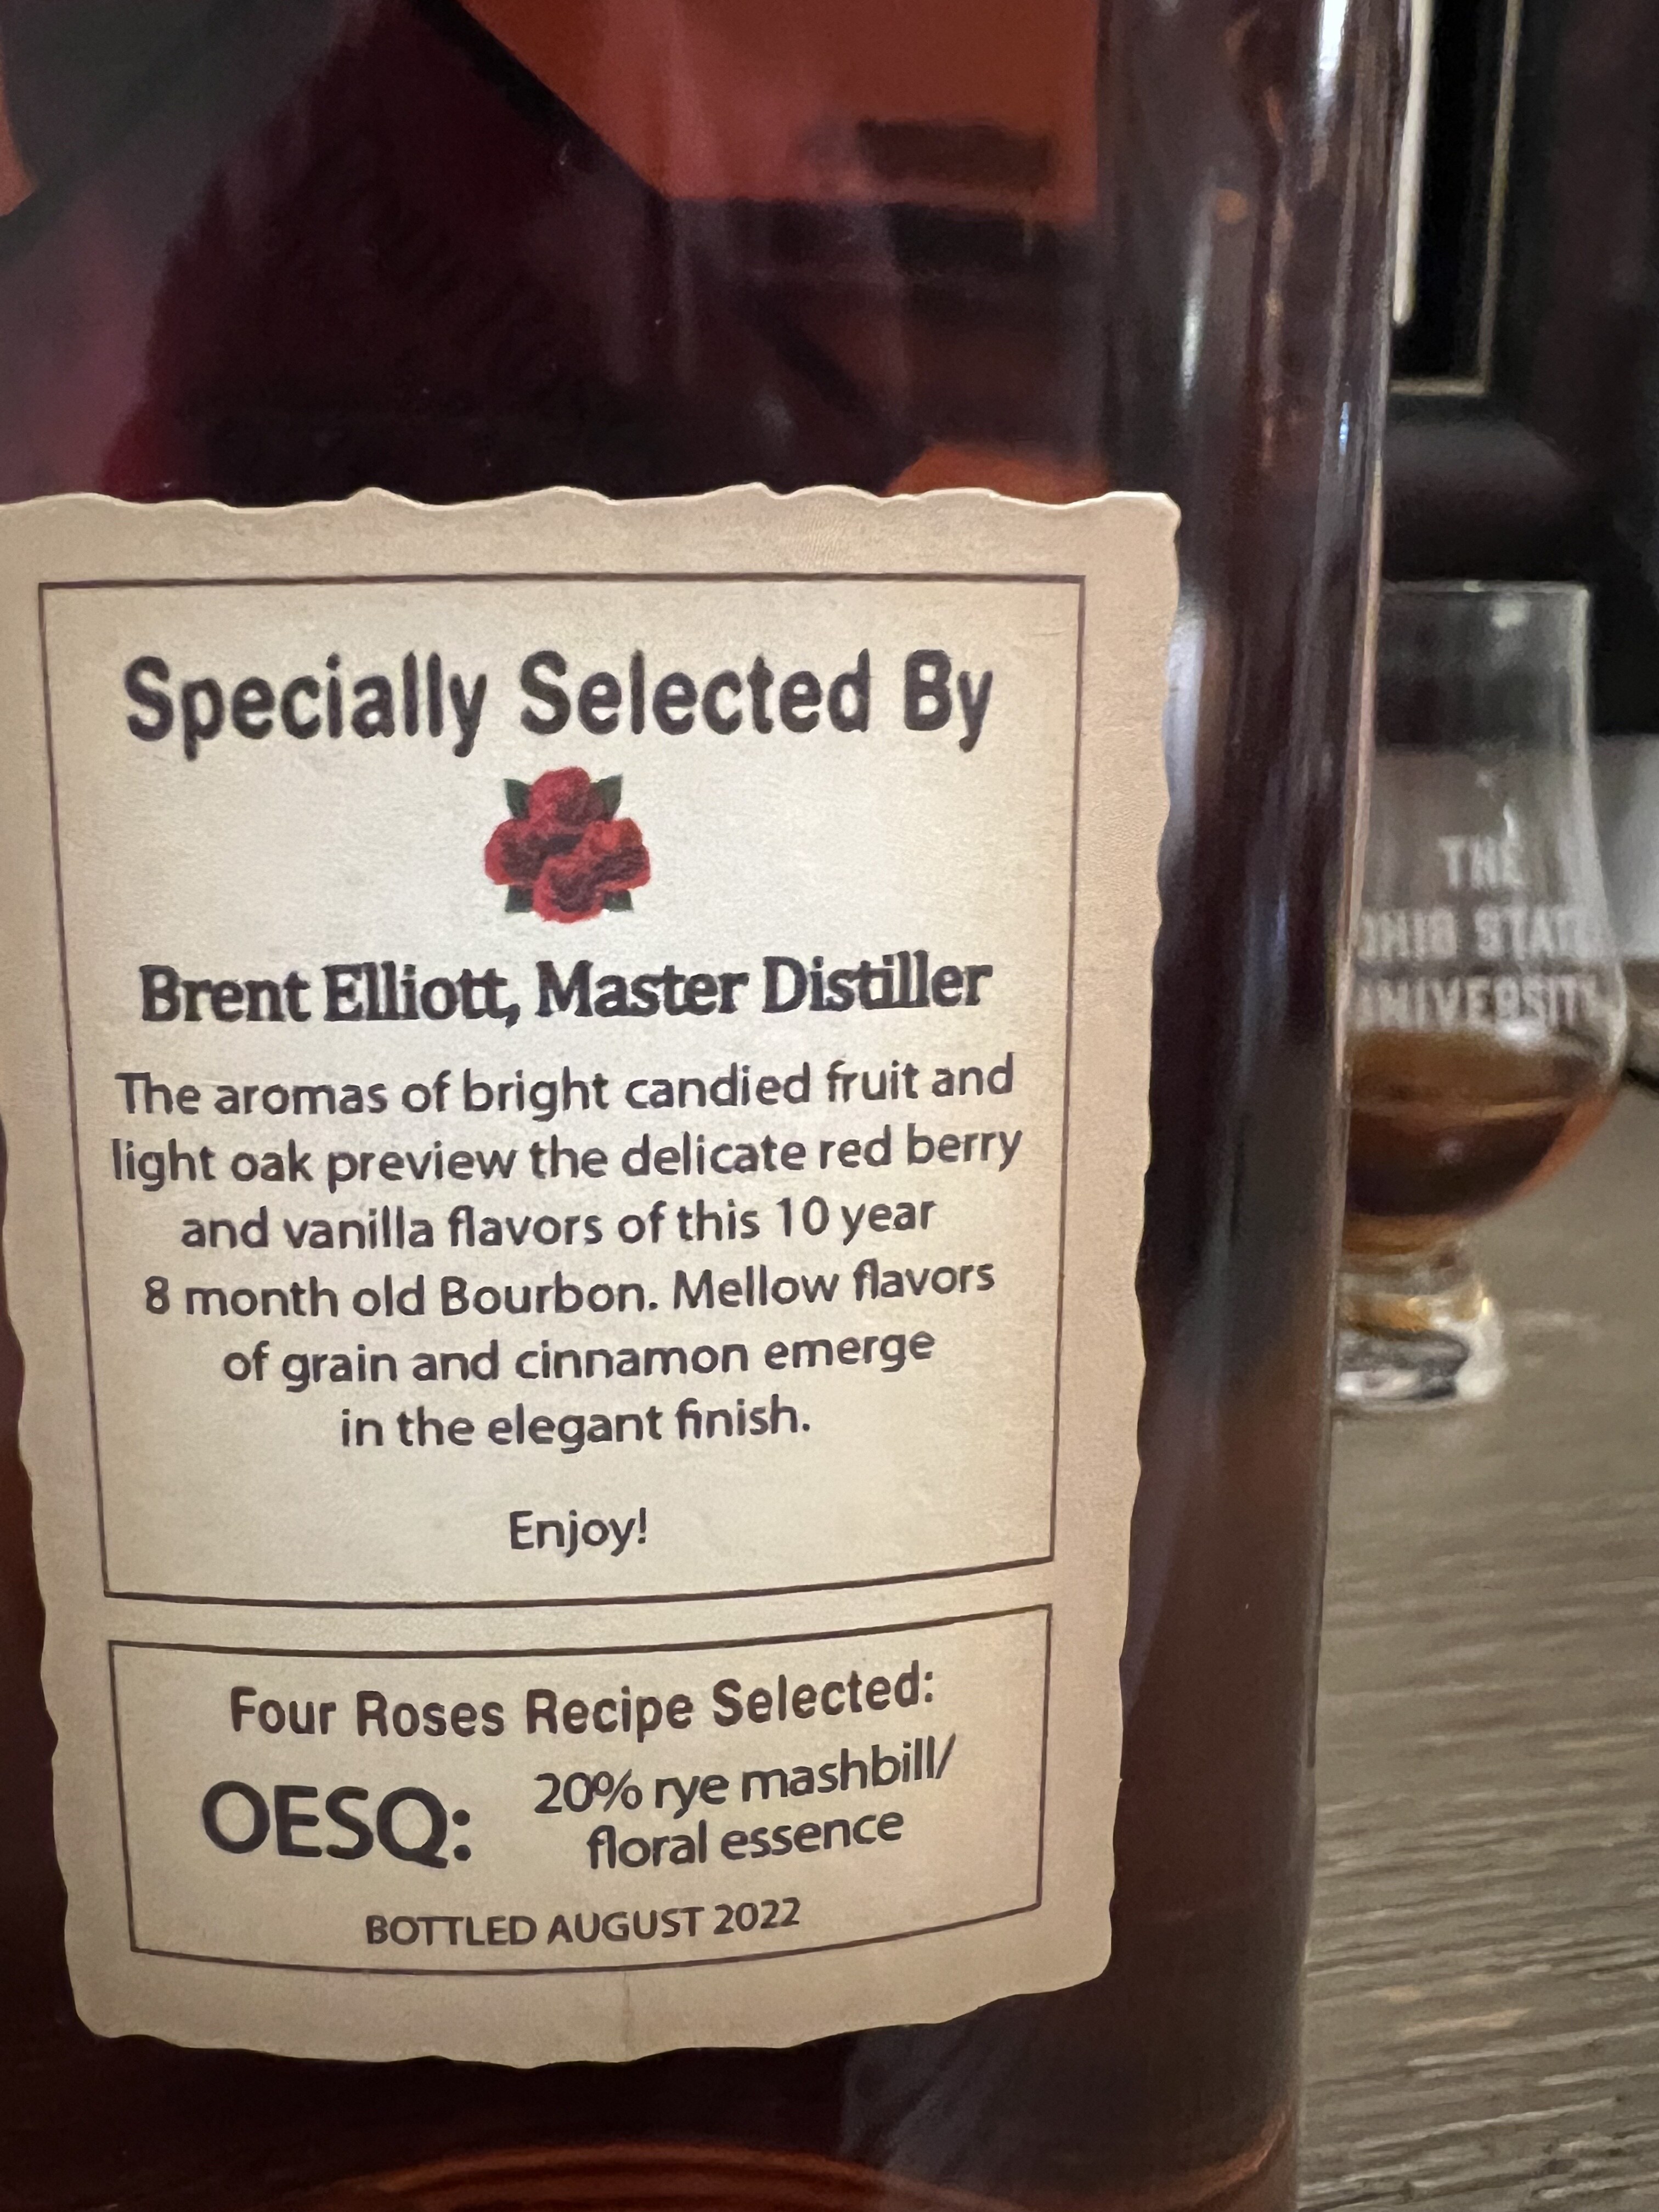 Specially Selected By
Brent Elliott, Master Distiller
The aromas of bright candied fruit and
light oak preview the delicate red berry
and vanilla flavors of this 10 year
8 month old Bourbon. Mellow flavors
of grain and cinnamon emerge
in the elegant finish.
Enjoy!
Four Roses Recipe Selected:
OESQ: 20% rye mashbill/
floral essence
BOTTLED AUGUST 2022
THE
OHIO STATE
UNIVERSITY